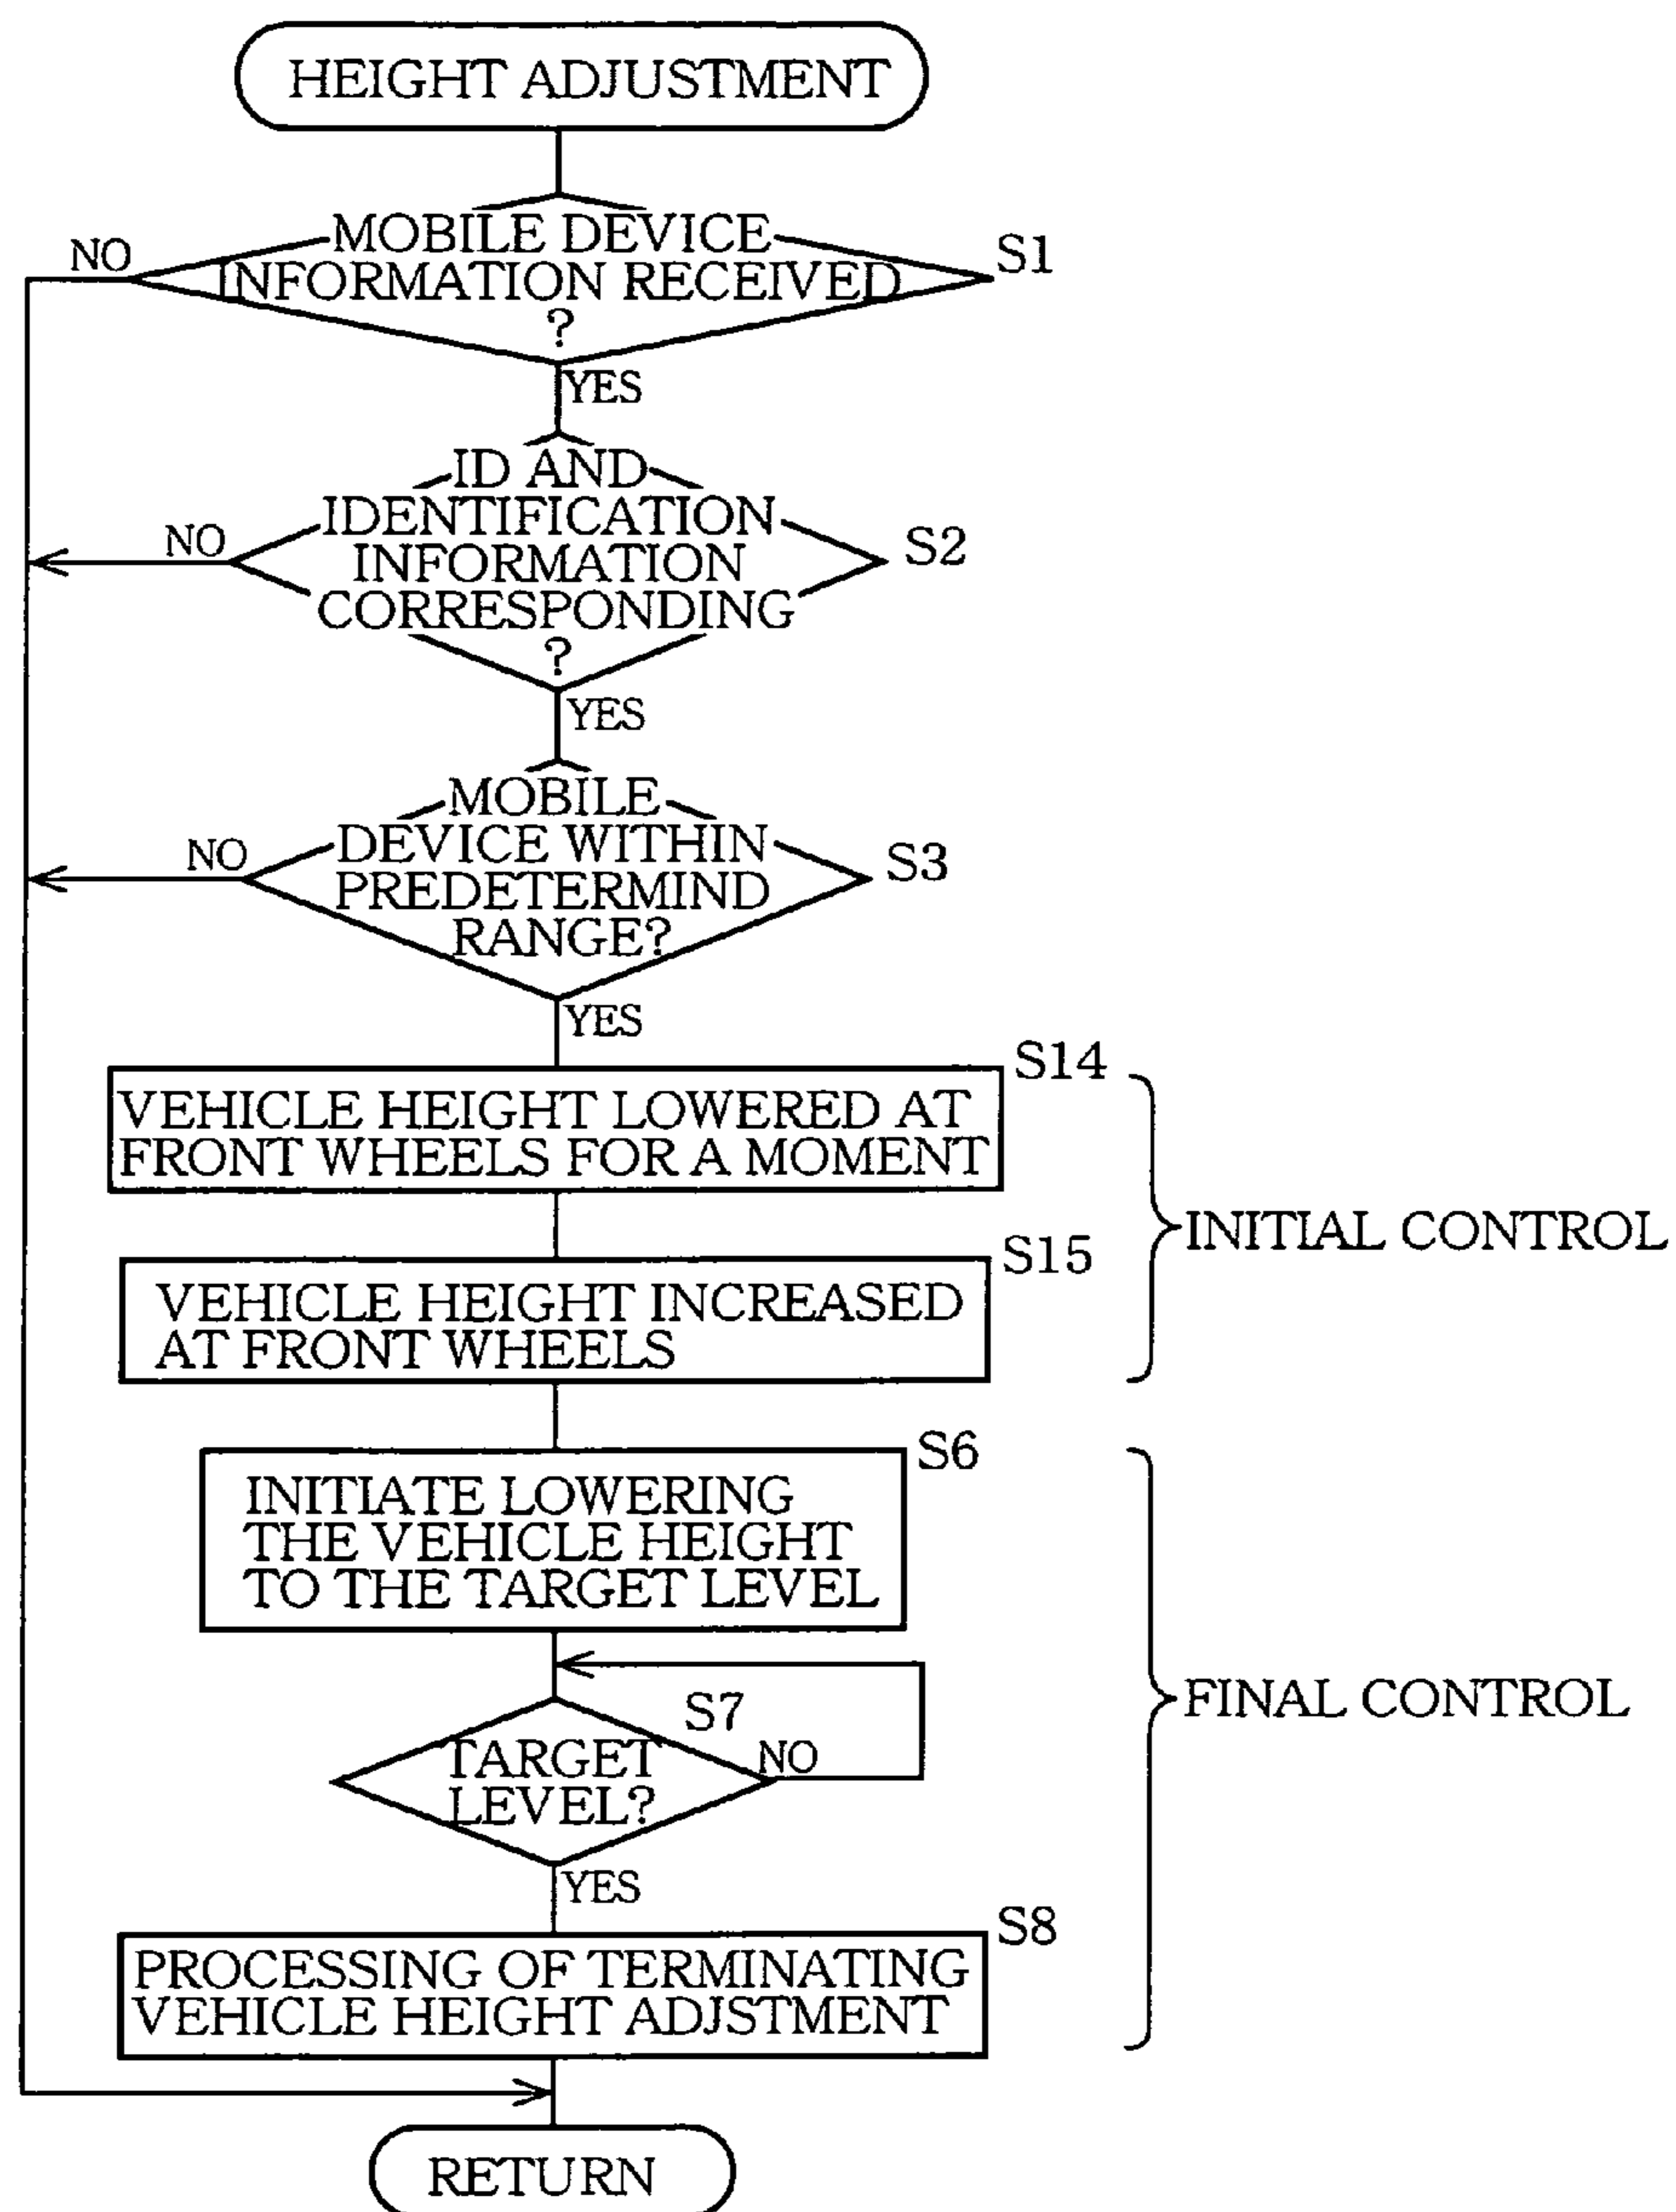 HEIGHT ADJUSTMENT
MOBILE DEVICE
INFORMATION RECEIVED
?
S1
NO
YES
ID AND
IDENTIFICATION
INFORMATION
CORRESPONDING
?
S2
NO
YES
MOBILE
DEVICE WITHIN
PREDETERMIND
RANGE?
S3
NO
YES
S14
VEHICLE HEIGHT LOWERED AT
FRONT WHEELS FOR A MOMENT
INITIAL CONTROL
S15
VEHICLE HEIGHT INCREASED
AT FRONT WHEELS
S6
INITIATE LOWERING
THE VEHICLE HEIGHT
TO THE TARGET LEVEL
FINAL CONTROL
S7
TARGET
LEVEL?
NO
YES
S8
PROCESSING OF TERMINATING
VEHICLE HEIGHT ADJSTMENT
RETURN